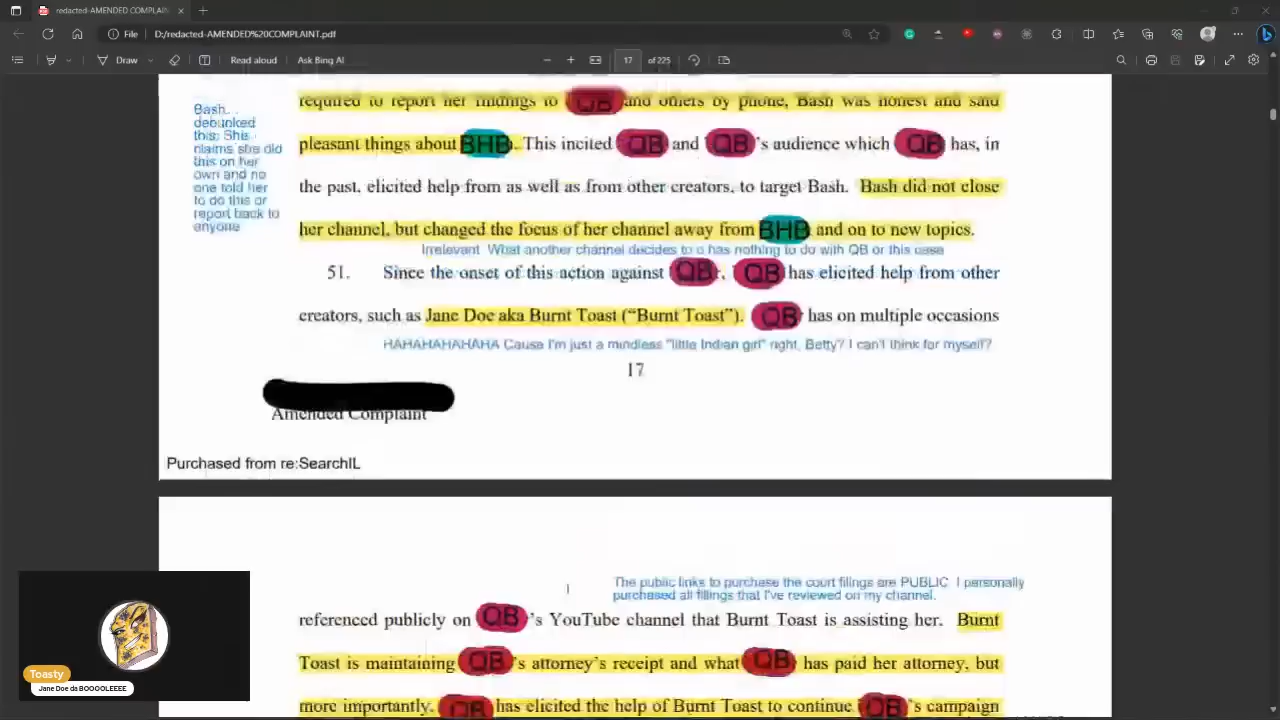 redacted-AMENDED COMPLAIN
File D:/redacted-AMENDED%20COMPLAINT.pdf
Draw Read aloud Ask Bing AI 17 of 225
required to report her findings to QB and others by phone, Bash was honest and said
pleasant things about BHB. This incited QB and QB's audience which QB has, in
the past, elicited help from as well as from other creators, to target Bash. Bash did not close
her channel, but changed the focus of her channel away from BHB and on to new topics.
Bash
debunked
this. She
claims she did
this on her
own and no
one told her
to do this or
report back to
anyone
Irrelevant What another channel decides to o has nothing to do with QB or this case
51. Since the onset of this action against QB, QB has elicited help from other
creators, such as Jane Doe aka Burnt Toast ("Burnt Toast"). QB has on multiple occasions
HAHAHAHAHAHA Cause I'm just a mindless "little Indian girl" right, Betty? I can't think for myself?
17
Amended Complaint
Purchased from re:SearchIL
The public links to purchase the court filings are PUBLIC I personally
purchased all fillings that I've reviewed on my channel.
referenced publicly on QB's YouTube channel that Burnt Toast is assisting her. Burnt
Toast is maintaining QB's attorney's receipt and what QB has paid her attorney, but
more importantly, QB has elicited the help of Burnt Toast to continue QB's campaign
Toasty
Jane Doe da BOOOOLEEEE